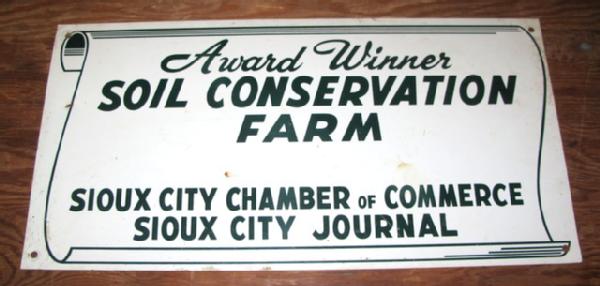 Award Winner
SOIL CONSERVATION
FARM
SIOUX CITY CHAMBER OF COMMERCE
SIOUX CITY JOURNAL